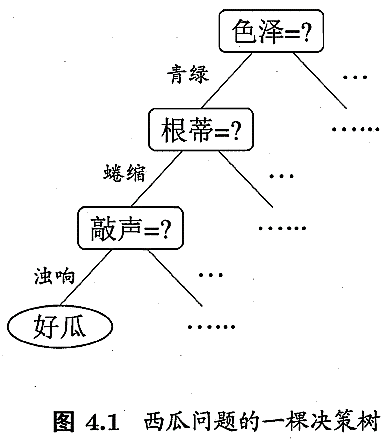 色泽=?
青绿
...
根蒂=?
......
蜷缩
...
敲声=?
......
浊响
...
好瓜
......
图 4.1 西瓜问题的一棵决策树